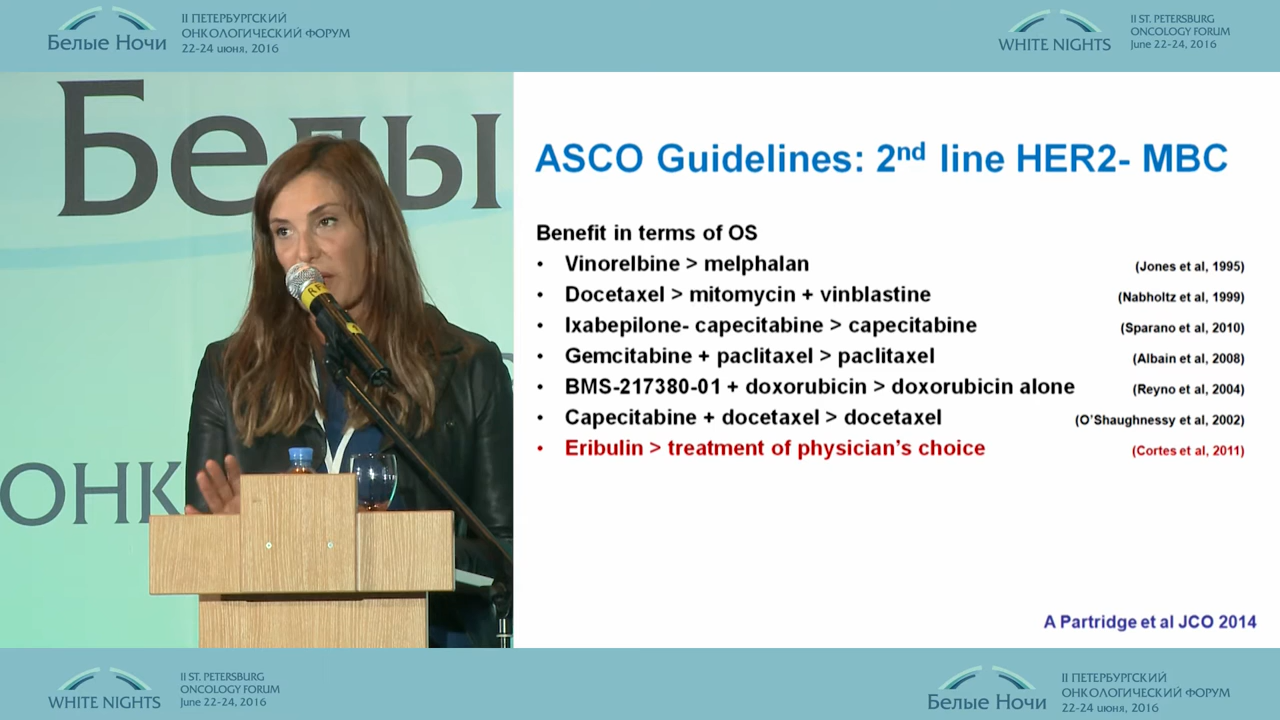 Белые Ночи
II ПЕТЕРБУРГСКИЙ
ОНКОЛОГИЧЕСКИЙ ФОРУМ
22-24 июня, 2016
WHITE NIGHTS
II ST. PETERSBURG
ONCOLOGY FORUM
June 22-24, 2016
Белы
ОНК
RF
ASCO Guidelines: 2nd line HER2- MBC
Benefit in terms of OS
• Vinorelbine > melphalan (Jones et al, 1995)
• Docetaxel > mitomycin + vinblastine (Nabholtz et al, 1999)
• Ixabepilone- capecitabine > capecitabine (Sparano et al, 2010)
• Gemcitabine + paclitaxel > paclitaxel (Albain et al, 2008)
• BMS-217380-01 + doxorubicin > doxorubicin alone (Reyno et al, 2004)
• Capecitabine + docetaxel > docetaxel (O'Shaughnessy et al, 2002)
• Eribulin > treatment of physician's choice (Cortes et al, 2011)
A Partridge et al JCO 2014
WHITE NIGHTS
II ST. PETERSBURG
ONCOLOGY FORUM
June 22-24, 2016
Белые Ночи
II ПЕТЕРБУРГСКИЙ
ОНКОЛОГИЧЕСКИЙ ФОРУМ
22-24 июня, 2016